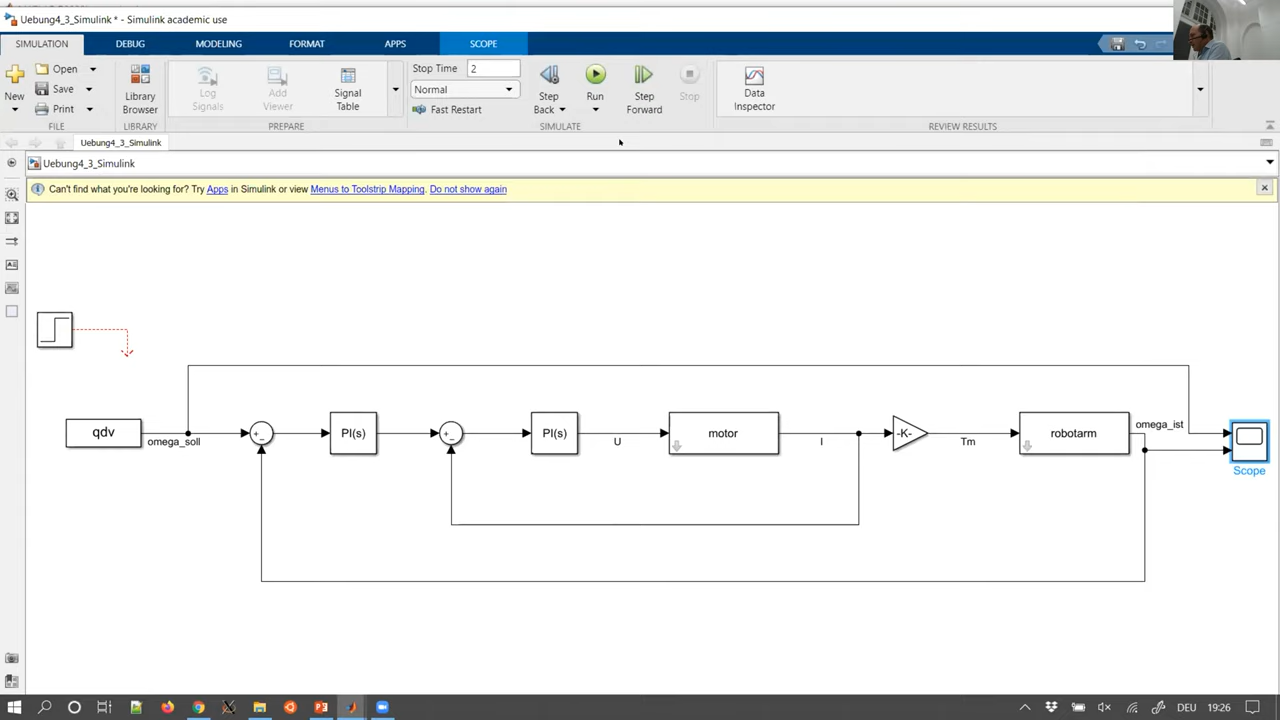 Uebung4_3_Simulink * - Simulink academic use
SIMULATION DEBUG MODELING FORMAT APPS SCOPE
New
Open
Save
Print
FILE
Library Browser
LIBRARY
Log Signals
Add Viewer
Signal Table
PREPARE
Stop Time 2
Normal
Fast Restart
Step Back
Run
Step Forward
Stop
SIMULATE
Data Inspector
REVIEW RESULTS
Uebung4_3_Simulink
Uebung4_3_Simulink
Can't find what you're looking for? Try Apps in Simulink or view Menus to Toolstrip Mapping. Do not show again
qdv
omega_soll
+_
PI(s)
+_
PI(s)
U
motor
I
-K-
Tm
robotarm
omega_ist
Scope
DEU 19:26